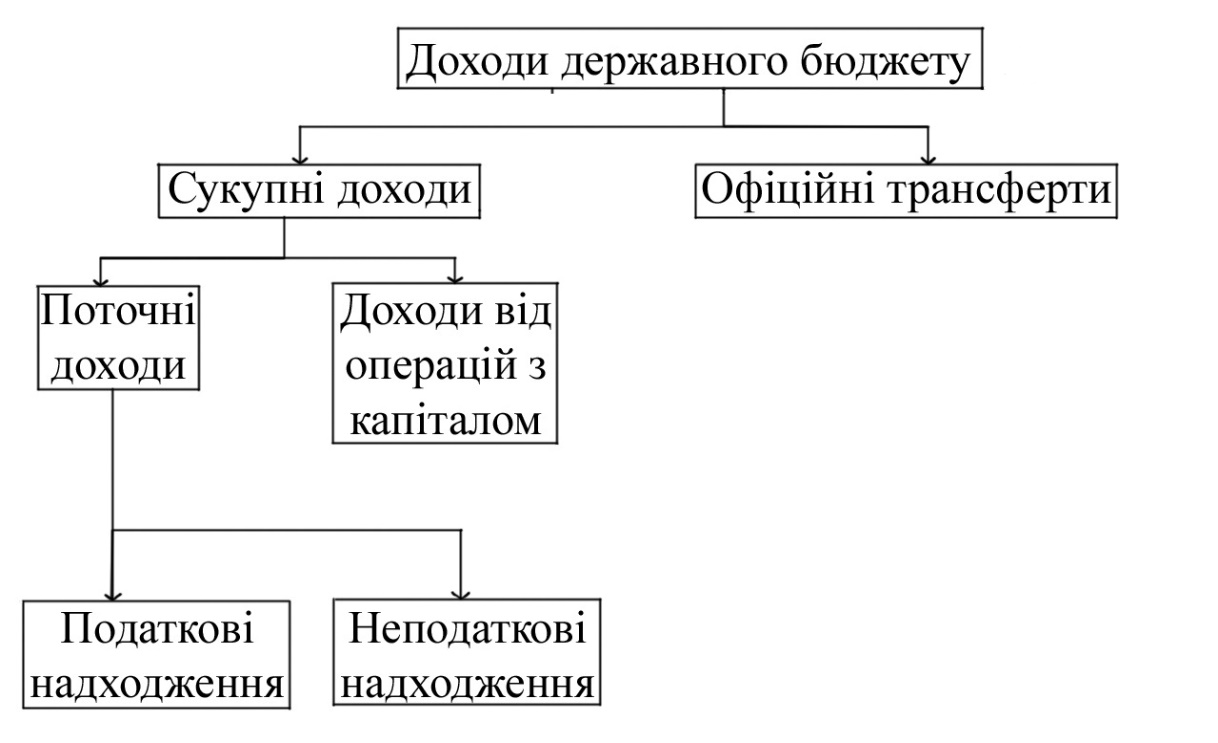 Доходи державного бюджету
Сукупні доходи
Офіційні трансферти
Поточні
доходи
Доходи від
операцій з
капіталом
Податкові
надходження
Неподаткові
надходження